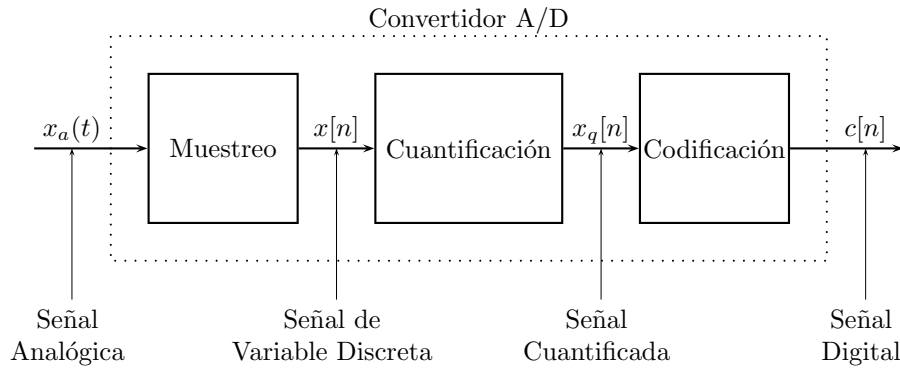 Convertidor A/D
x_a(t)
Muestreo
x[n]
Cuantificación
x_q[n]
Codificación
c[n]
Señal
Analógica
Señal de
Variable Discreta
Señal
Cuantificada
Señal
Digital